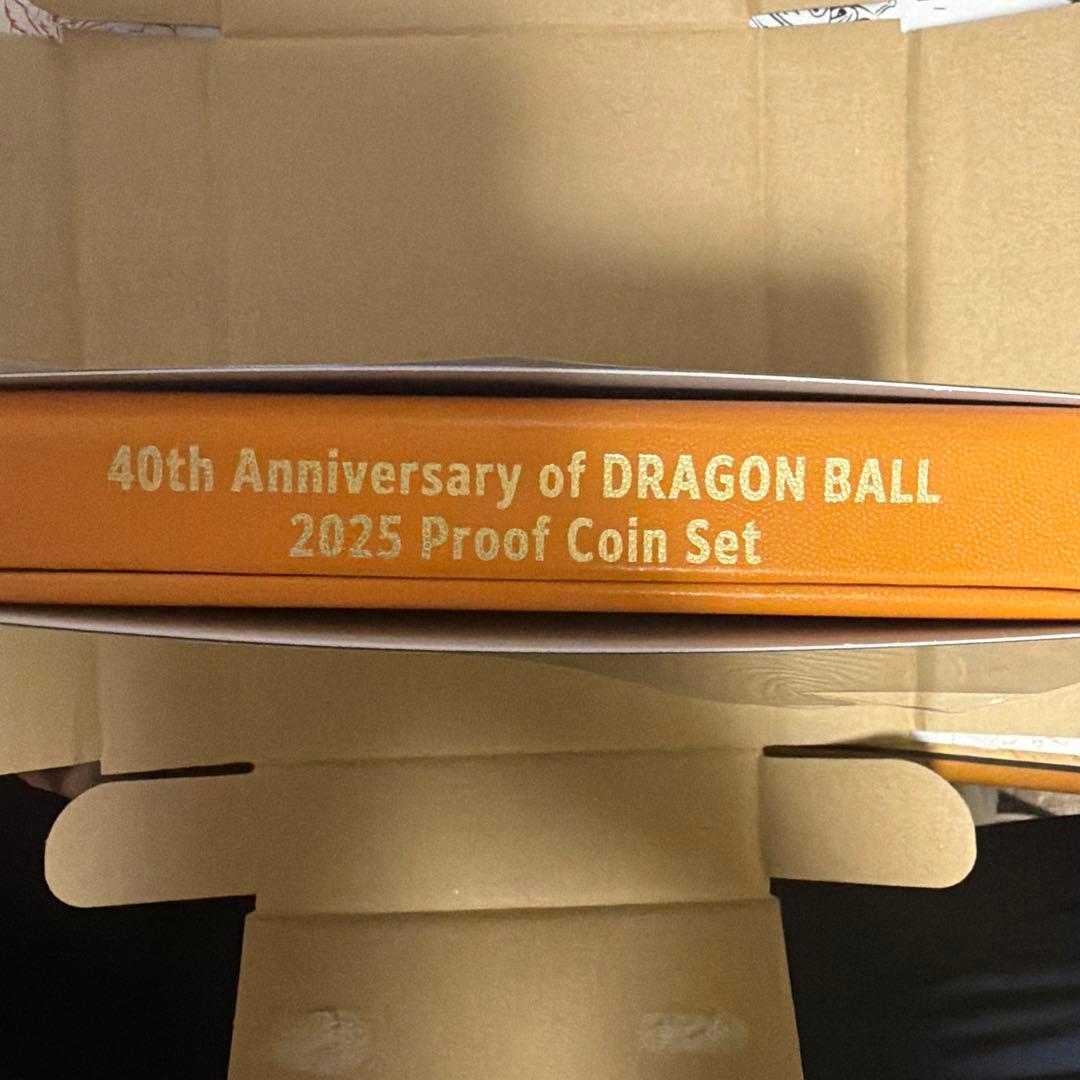 40th Anniversary of DRAGON BALL
2025 Proof Coin Set